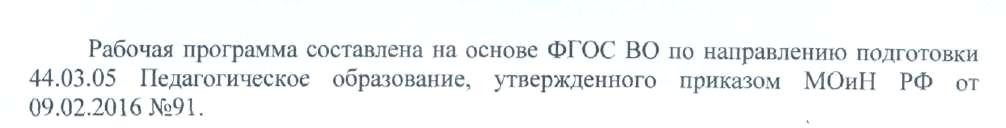 Рабочая программа составлена на основе ФГОС ВО по направлению подготовки
44.03.05 Педагогическое образование, утвержденного приказом МОиН РФ от
09.02.2016 №91.